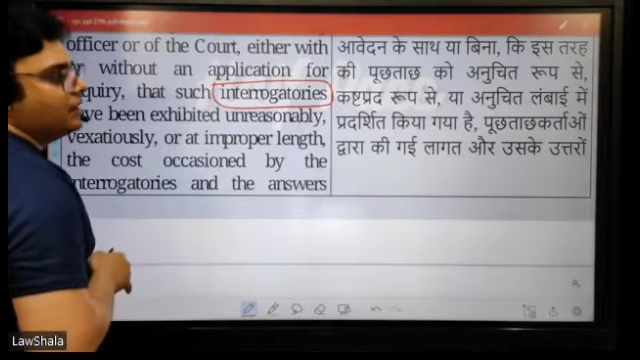 officer or of the Court, either with
without an application for
that such interrogatories
been exhibited unreasonably,
vexatiously, or at improper length,
the cost occasioned by the
interrogatories and the answers
आवेदन के साथ या बिना, कि इस तरह
की पूछताछ को अनुचित रूप से,
कष्टप्रद रूप से, या अनुचित लंबाई में
प्रदर्शित किया गया है, पूछताछकर्ताओं
द्वारा की गई लागत और उसके उत्तरों
LawShala